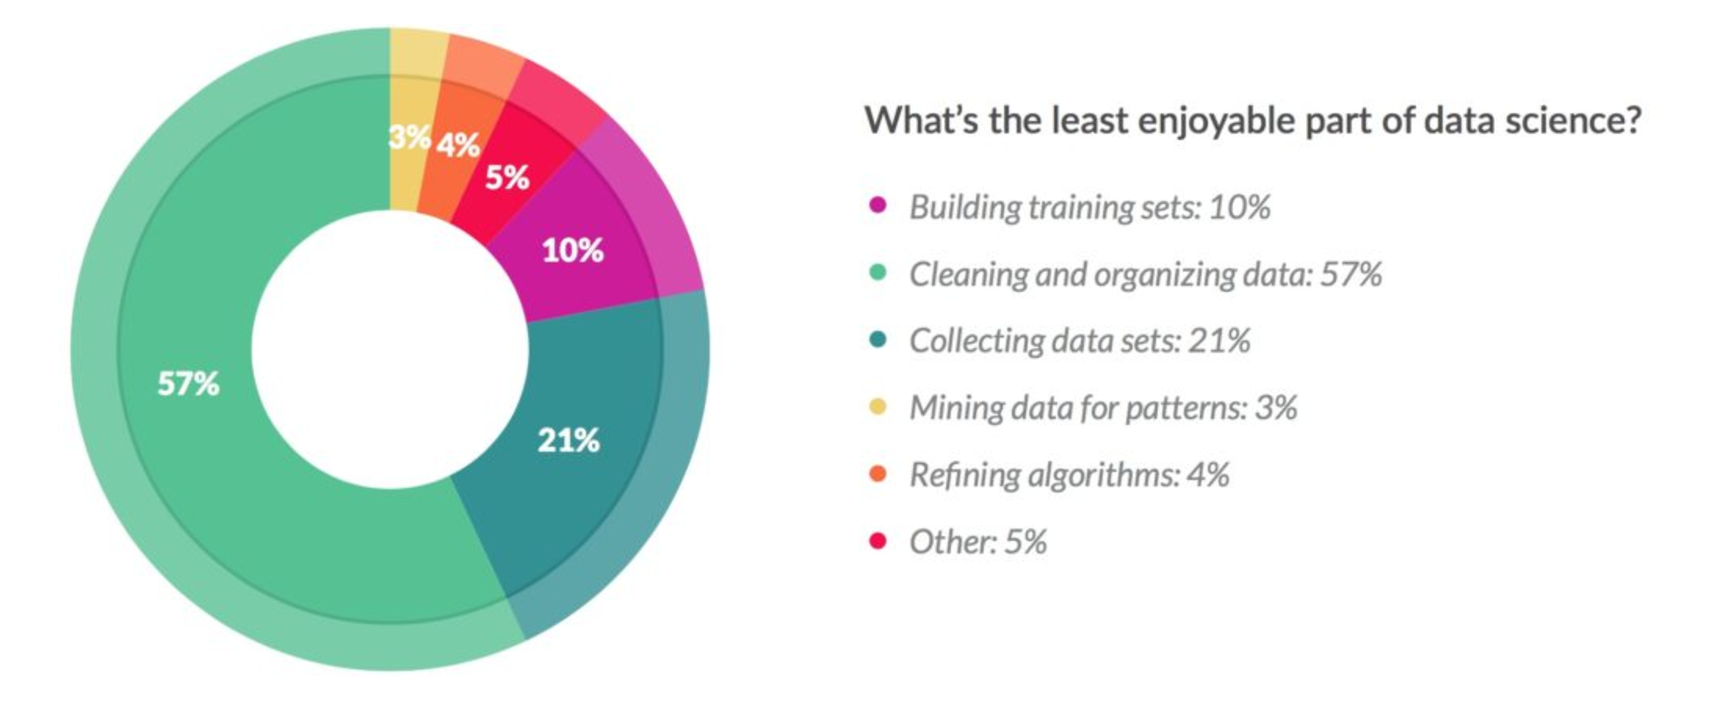 3%
4%
5%
10%
57%
21%
What's the least enjoyable part of data science?
Building training sets: 10%
Cleaning and organizing data: 57%
Collecting data sets: 21%
Mining data for patterns: 3%
Refining algorithms: 4%
Other: 5%